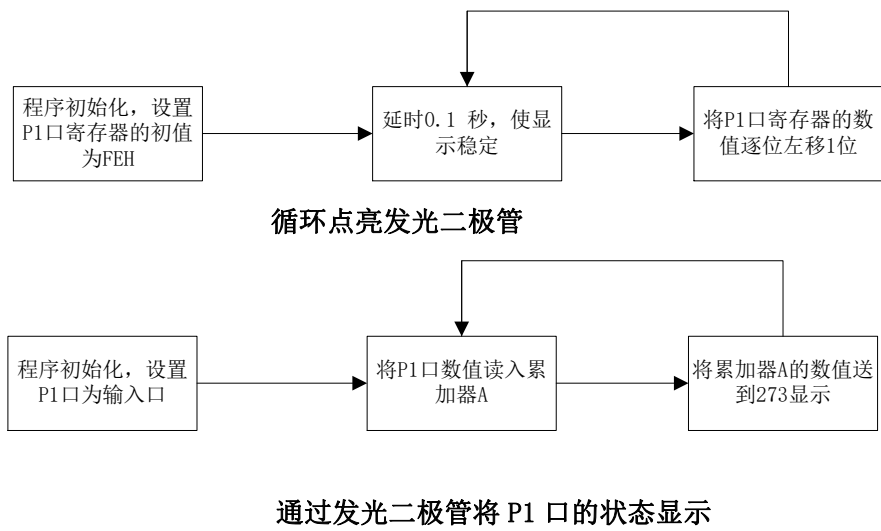 程序初始化，设置
P1口寄存器的初值
为FEH
延时0.1 秒，使显
示稳定
将P1口寄存器的数
值逐位左移1位
循环点亮发光二极管
程序初始化，设置
P1口为输入口
将P1口数值读入累
加器A
将累加器A的数值送
到273显示
通过发光二极管将 P1 口的状态显示